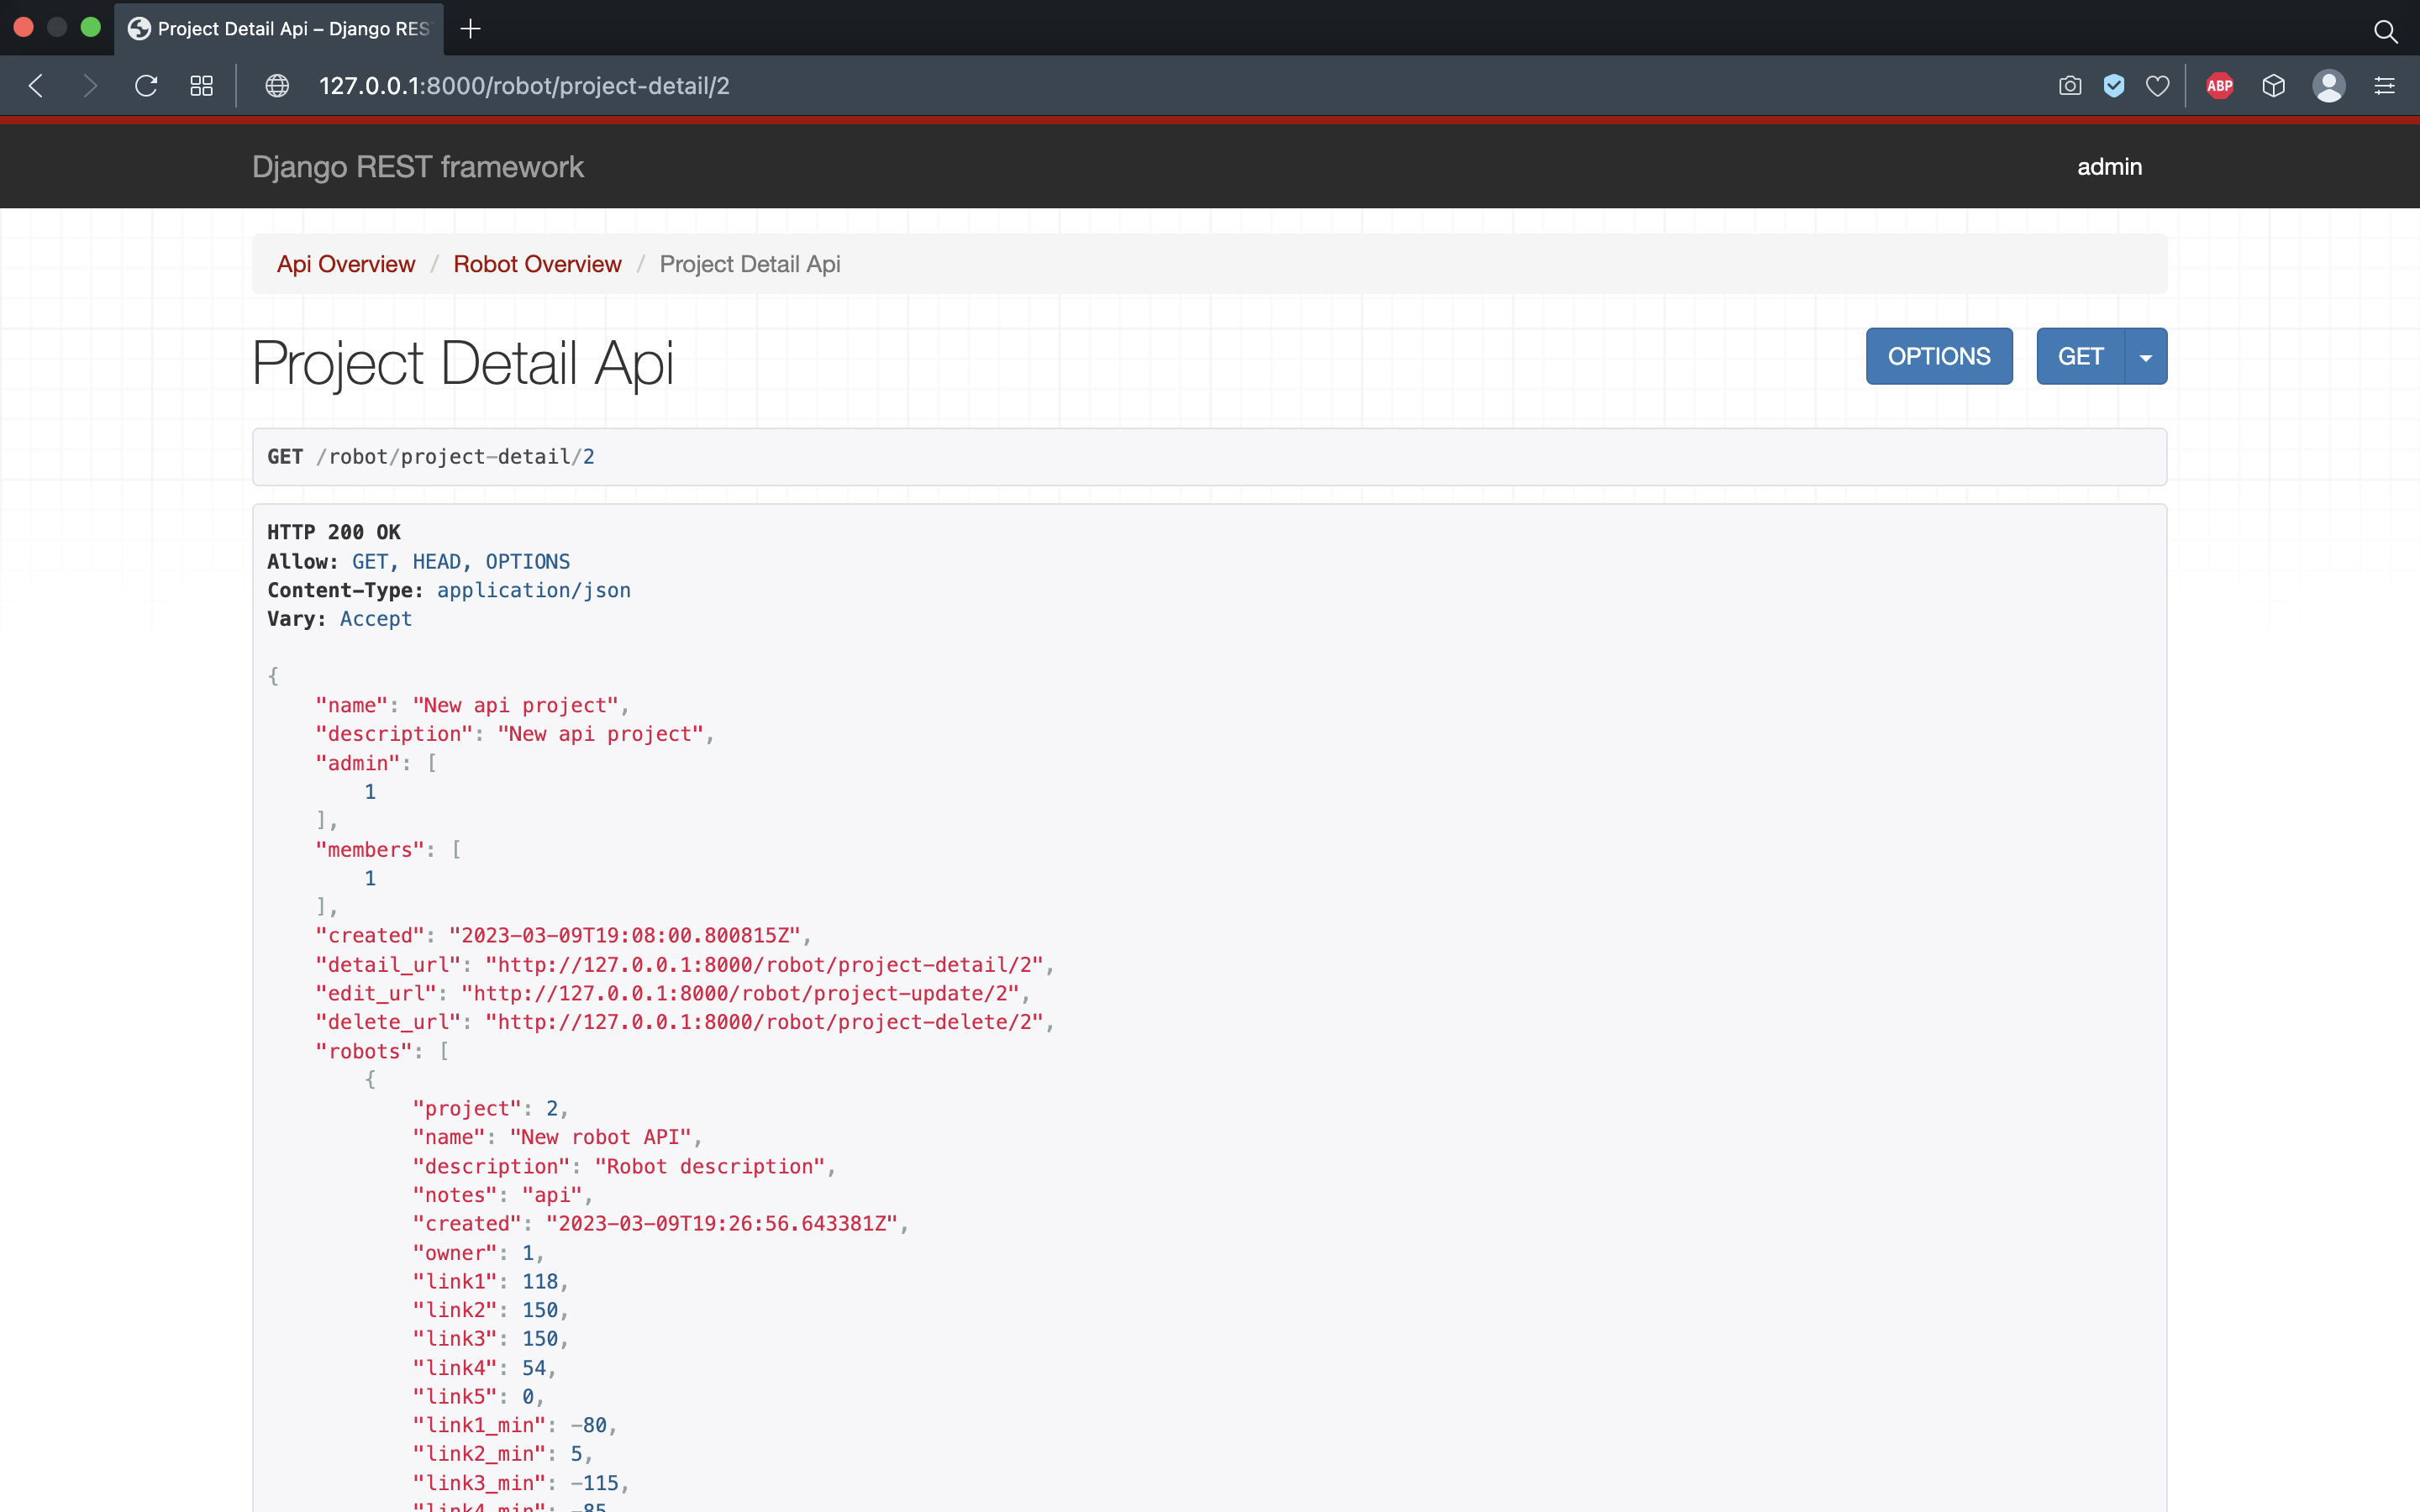 Project Detail Api – Django RES
127.0.0.1:8000/robot/project-detail/2
ABP
Django REST framework
admin
Api Overview / Robot Overview / Project Detail Api
Project Detail Api
OPTIONS
GET
GET /robot/project-detail/2
HTTP 200 OK
Allow: GET, HEAD, OPTIONS
Content-Type: application/json
Vary: Accept
{
"name": "New api project",
"description": "New api project",
"admin": [
1
],
"members": [
1
],
"created": "2023-03-09T19:08:00.800815Z",
"detail_url": "http://127.0.0.1:8000/robot/project-detail/2",
"edit_url": "http://127.0.0.1:8000/robot/project-update/2",
"delete_url": "http://127.0.0.1:8000/robot/project-delete/2",
"robots": [
{
"project": 2,
"name": "New robot API",
"description": "Robot description",
"notes": "api",
"created": "2023-03-09T19:26:56.643381Z",
"owner": 1,
"link1": 118,
"link2": 150,
"link3": 150,
"link4": 54,
"link5": 0,
"link1_min": -80,
"link2_min": 5,
"link3_min": -115,
"link4_min": -85